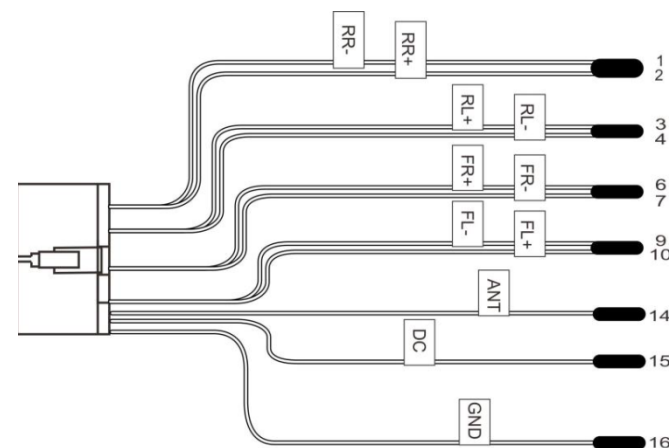 RR-
RR+
1
2
RL+
RL-
3
4
FR+
FR-
6
7
FL-
FL+
9
10
ANT
14
DC
15
GND
16